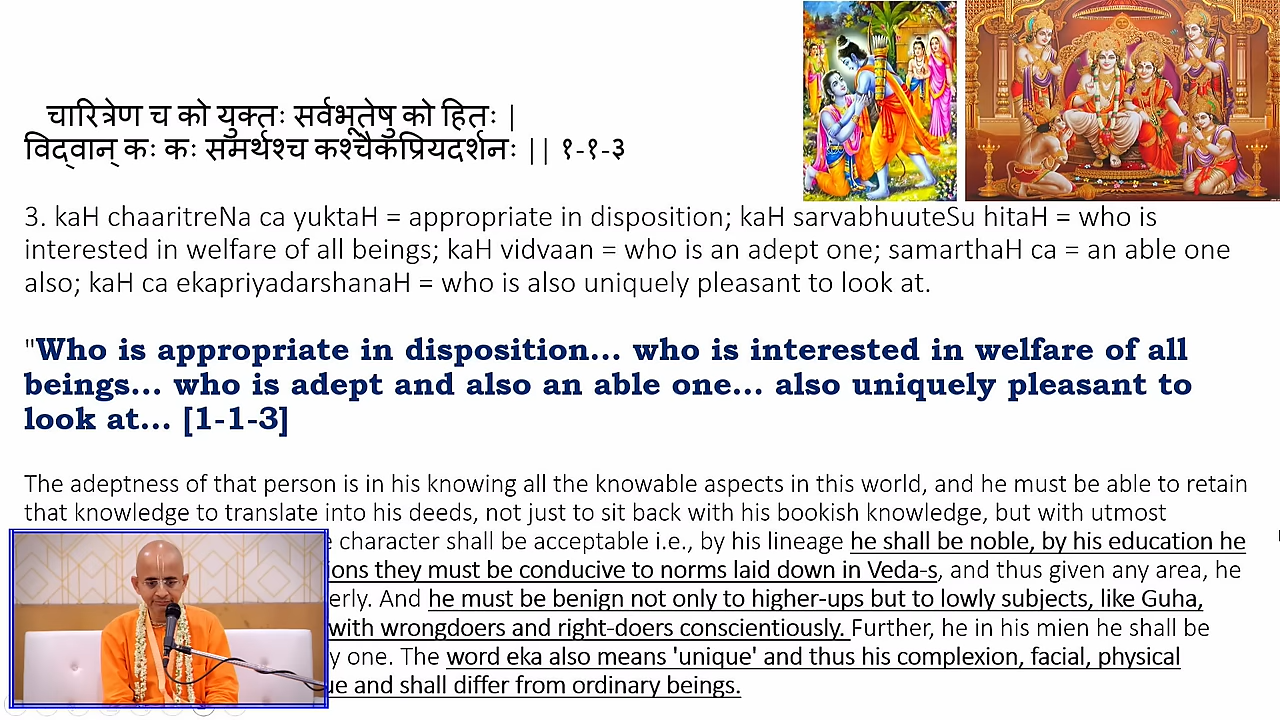 चारित्रेण च को युक्तः सर्वभूतेषु को हितः |
विद्वान् कः कः समर्थश्च कश्चैकप्रियदर्शनः || १-१-३
3. kaH chaaritreNa ca yuktaH = appropriate in disposition; kaH sarvabhuuteSu hitaH = who is
interested in welfare of all beings; kaH vidvaan = who is an adept one; samarthaH ca = an able one
also; kaH ca ekapriyadarshanaH = who is also uniquely pleasant to look at.
"Who is appropriate in disposition... who is interested in welfare of all
beings... who is adept and also an able one... also uniquely pleasant to
look at... [1-1-3]
The adeptness of that person is in his knowing all the knowable aspects in this world, and he must be able to retain
that knowledge to translate into his deeds, not just to sit back with his bookish knowledge, but with utmost
character shall be acceptable i.e., by his lineage he shall be noble, by his education he
they must be conducive to norms laid down in Veda-s, and thus given any area, he
And he must be benign not only to higher-ups but to lowly subjects, like Guha,
with wrongdoers and right-doers conscientiously. Further, he in his mien he shall be
one. The word eka also means 'unique' and thus his complexion, facial, physical
and shall differ from ordinary beings.